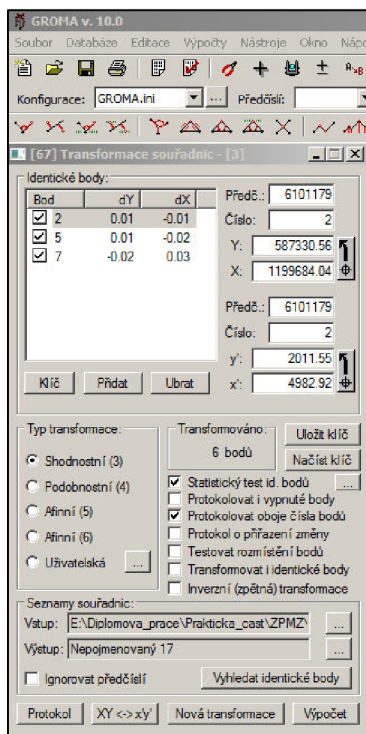 GROMA v. 10.0
Soubor Databáze Editace Výpočty Nástroje Okno Nápo
Konfigurace: GROMA.ini ... Předčíslí:
[67] Transformace souřadnic - [3]
Identické body:
Bod dY dX
2 0.01 -0.01
5 0.01 -0.02
7 -0.02 0.03
Předč.: 6101179
Číslo: 2
Y: 587330.56
X: 1199684.04
Předč.: 6101179
Číslo: 2
y': 2011.55
x': 4982.92
Klíč Přidat Ubrat
Typ transformace:
Shodnostní (3)
Podobnostní (4)
Afinní (5)
Afinní (6)
Uživatelská ...
Transformováno:
6 bodů
Uložit klíč
Načíst klíč
Statistický test id. bodů ...
Protokolovat i vypnuté body
Protokolovat oboje čísla bodů
Protokol o přiřazení změny
Testovat rozmístění bodů
Transformovat i identické body
Inverzní (zpětná) transformace
Seznamy souřadnic:
Vstup: E:\Diplomova_prace\Prakticka_cast\ZPMZ\ ...
Výstup: Nepojmenovaný 17 ...
Ignorovat předčíslí Vyhledat identické body
Protokol XY <-> x'y' Nová transformace Výpočet